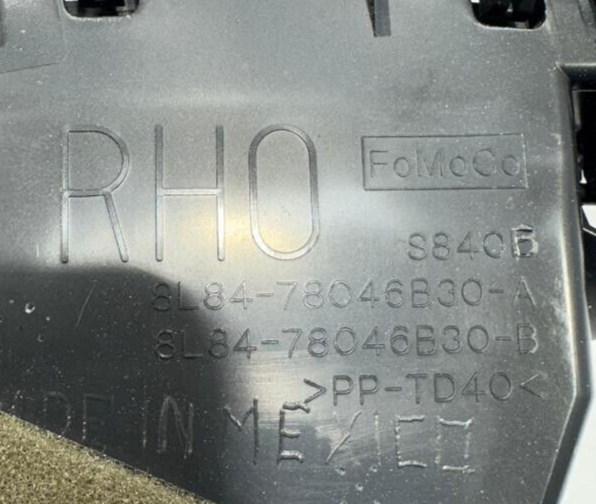 RHO
FoMoCo
S840B
8L84-78046B30-A
8L84-78046B30-B
>PP-TD40<
MADE IN MEXICO